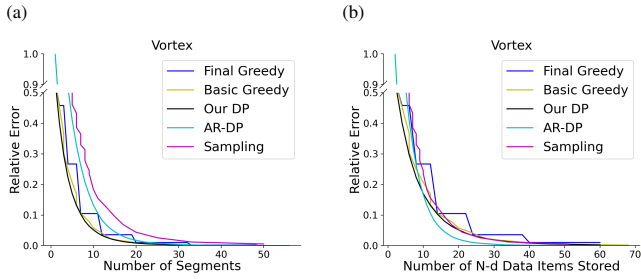 (a)
Vortex
Relative Error
1.0
0.9
0.5
0.4
0.3
0.2
0.1
0.0
Final Greedy
Basic Greedy
Our DP
AR-DP
Sampling
0 10 20 30 40 50
Number of Segments
(b)
Vortex
Relative Error
1.0
0.9
0.5
0.4
0.3
0.2
0.1
0.0
Final Greedy
Basic Greedy
Our DP
AR-DP
Sampling
0 10 20 30 40 50 60 70
Number of N-d Data Items Stored